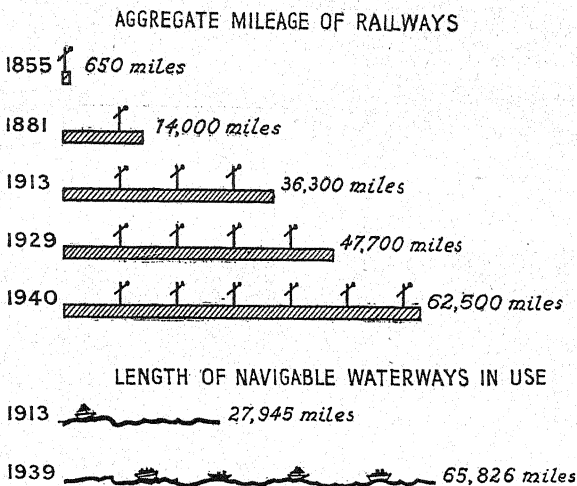 AGGREGATE MILEAGE OF RAILWAYS
1855 650 miles
1881 14,000 miles
1913 36,300 miles
1929 47,700 miles
1940 62,500 miles
LENGTH OF NAVIGABLE WATERWAYS IN USE
1913 27,945 miles
1939 65,826 miles